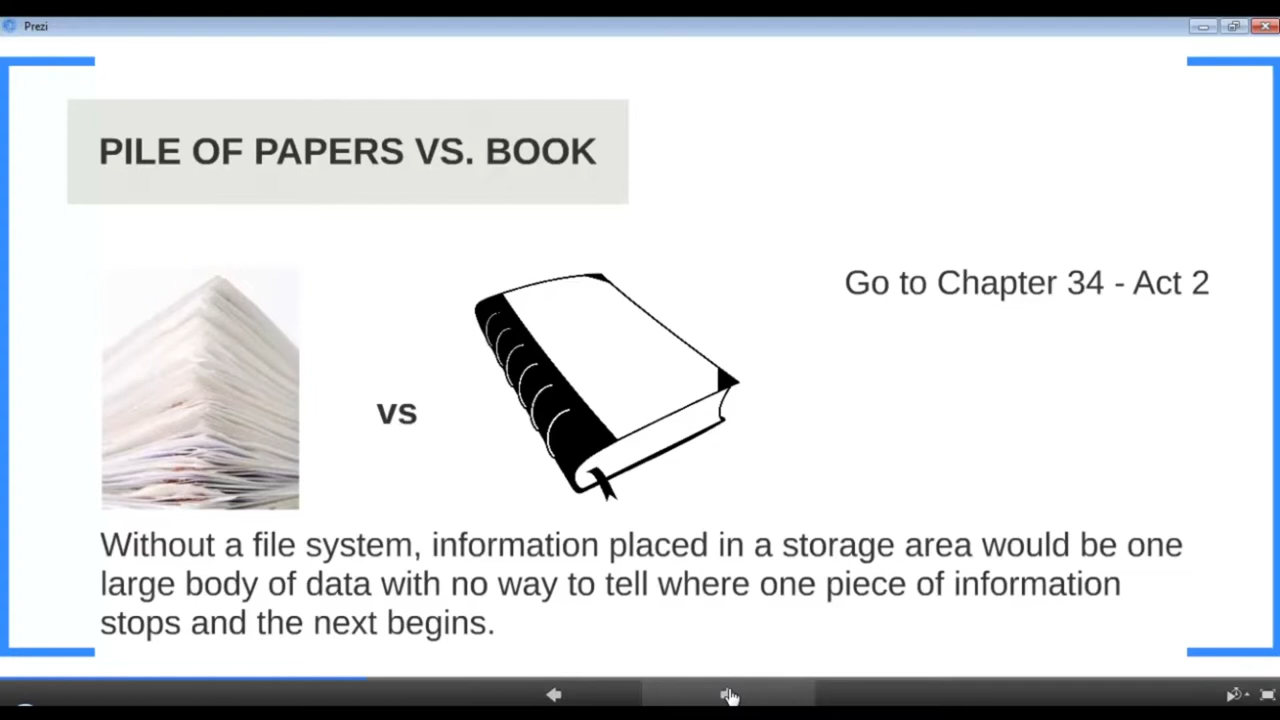 Prezi
PILE OF PAPERS VS. BOOK
Go to Chapter 34 - Act 2
vs
Without a file system, information placed in a storage area would be one
large body of data with no way to tell where one piece of information
stops and the next begins.